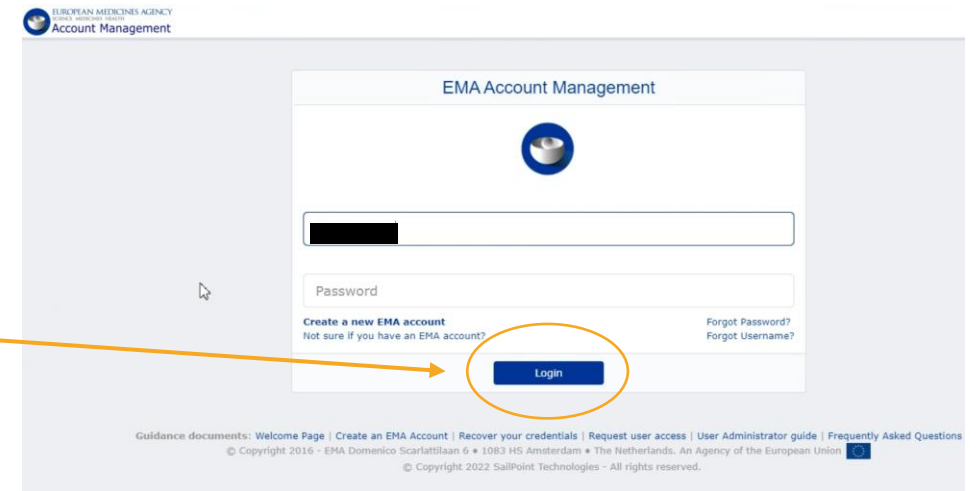 EUROPEAN MEDICINES AGENCY
SCIENCE MEDICINES HEALTH
Account Management
EMA Account Management
Password
Create a new EMA account
Forgot Password?
Not sure if you have an EMA account?
Forgot Username?
Login
Guidance documents: Welcome Page | Create an EMA Account | Recover your credentials | Request user access | User Administrator guide | Frequently Asked Questions
© Copyright 2016 - EMA Domenico Scarlattilaan 6 • 1083 HS Amsterdam • The Netherlands. An Agency of the European Union
© Copyright 2022 SailPoint Technologies - All rights reserved.